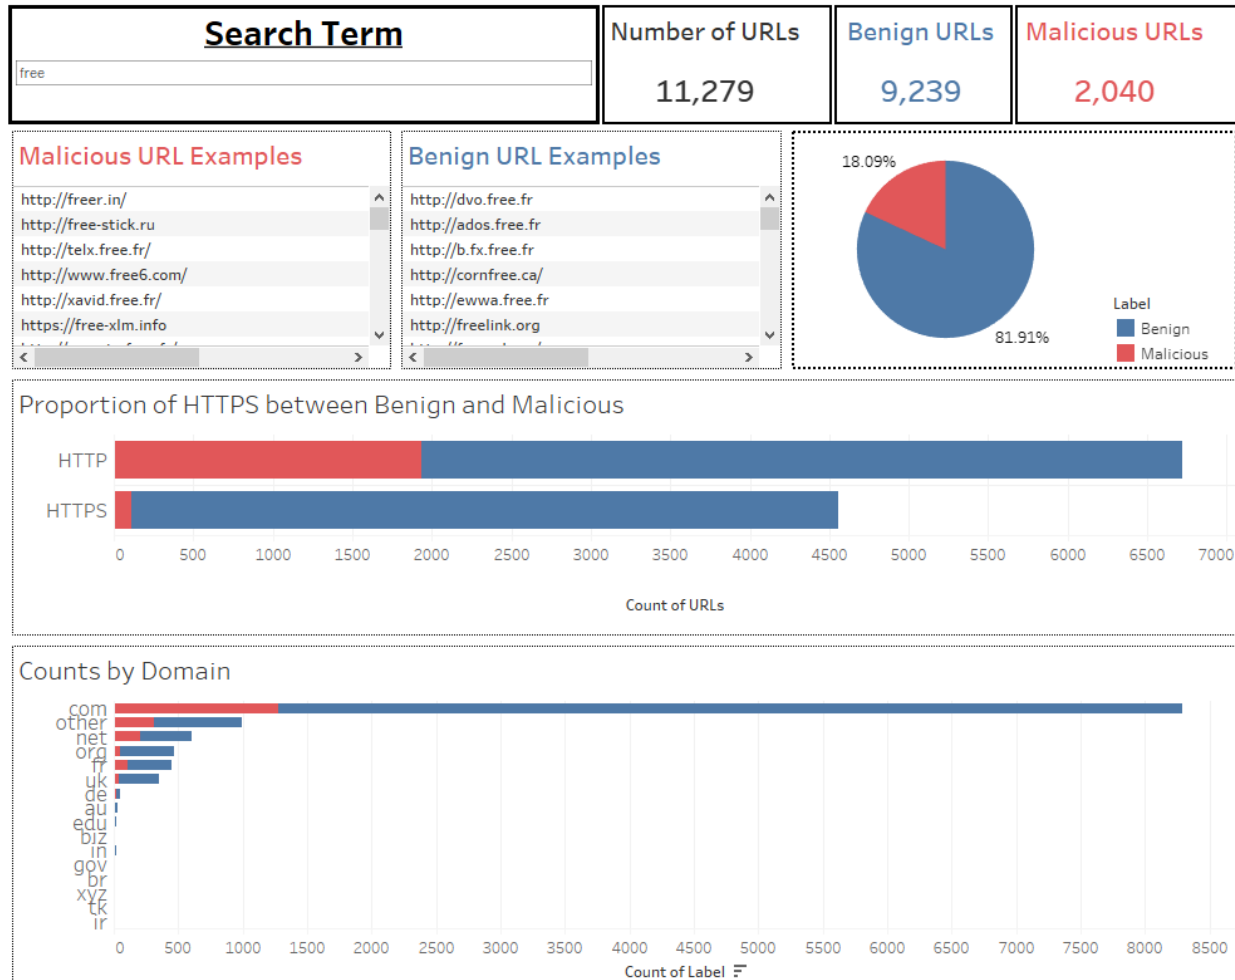 Search Term
free
Number of URLs
11,279
Benign URLs
9,239
Malicious URLs
2,040
Malicious URL Examples
http://freer.in/
http://free-stick.ru
http://telx.free.fr/
http://www.free6.com/
http://xavid.free.fr/
https://free-xlm.info
Benign URL Examples
http://dvo.free.fr
http://ados.free.fr
http://b.fx.free.fr
http://cornfree.ca/
http://ewwa.free.fr
http://freelink.org
18.09%
81.91%
Label
Benign
Malicious
Proportion of HTTPS between Benign and Malicious
HTTP
HTTPS
0 500 1000 1500 2000 2500 3000 3500 4000 4500 5000 5500 6000 6500 7000
Count of URLs
Counts by Domain
com
other
net
org
fr
uk
de
au
edu
biz
in
gov
br
xyz
tk
ir
0 500 1000 1500 2000 2500 3000 3500 4000 4500 5000 5500 6000 6500 7000 7500 8000 8500
Count of Label